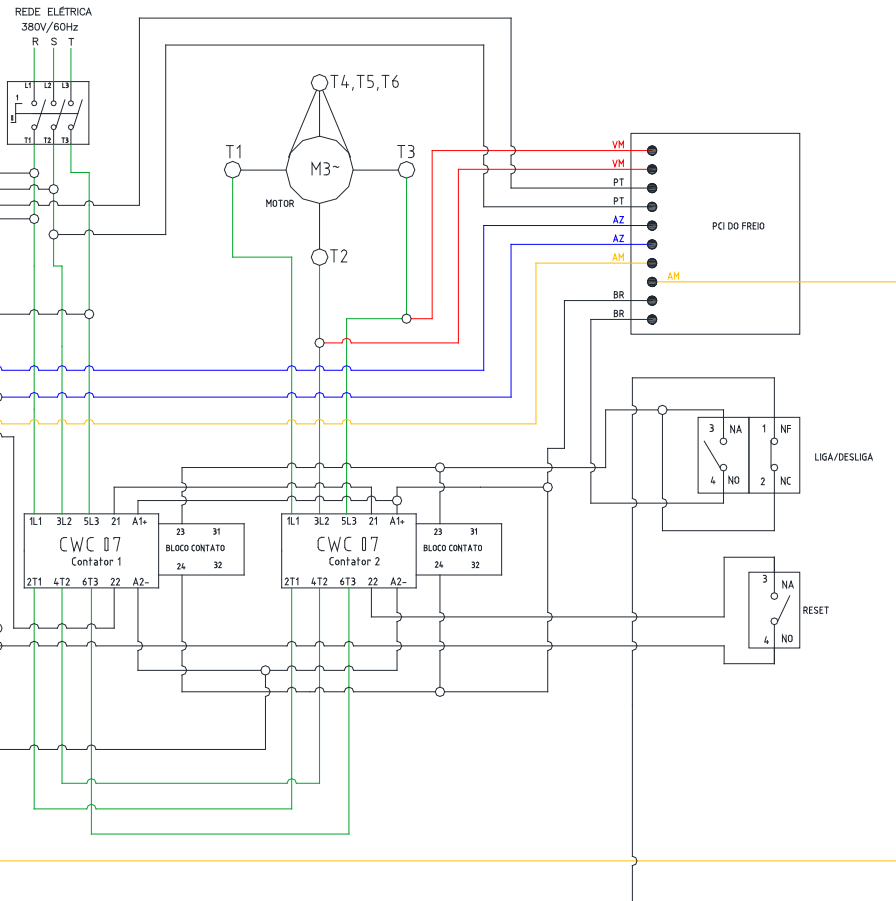 REDE ELÉTRICA
380V/60Hz
R S T
L1 L2 L3
1
T1 T2 T3
T4,T5,T6
T1
M3~
T3
MOTOR
T2
VM
VM
PT
PT
AZ
AZ
AM
AM
BR
BR
PCI DO FREIO
3 NA
4 NO
1 NF
2 NC
LIGA/DESLIGA
1L1 3L2 5L3 21 A1+
CWC 07
Contator 1
2T1 4T2 6T3 22 A2-
23 31
BLOCO CONTATO
24 32
1L1 3L2 5L3 21 A1+
CWC 07
Contator 2
2T1 4T2 6T3 22 A2-
23 31
BLOCO CONTATO
24 32
3 NA
4 NO
RESET